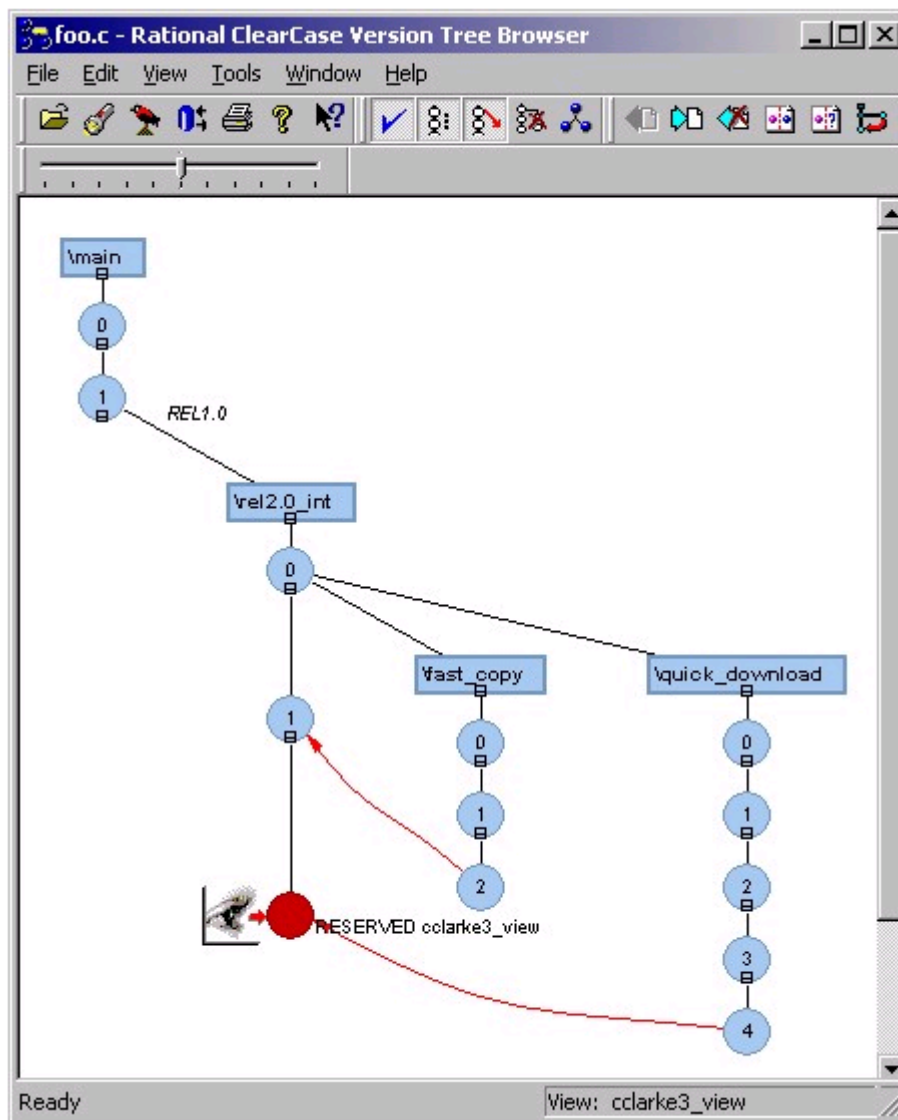 foo.c - Rational ClearCase Version Tree Browser
File Edit View Tools Window Help
\main
0
1
REL1.0
\rel2.0_int
0
\fast_copy
\quick_download
1
0
0
1
1
2
2
RESERVED cclarke3_view
3
4
Ready
View: cclarke3_view